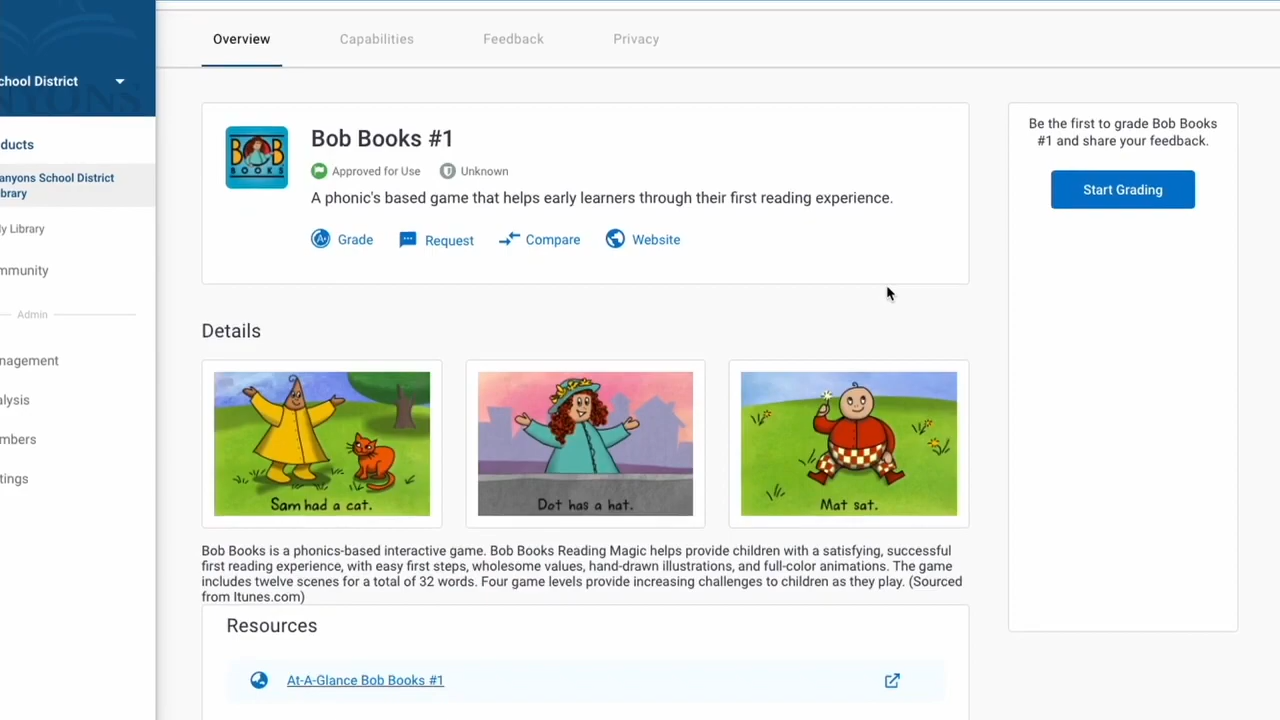 Overview
Capabilities
Feedback
Privacy
chool District
YONS
ducts
anyons School District
brary
y Library
mmunity
Admin
nagement
alysis
mbers
tings
BOB
BOOKS
Bob Books #1
Approved for Use
Unknown
A phonic's based game that helps early learners through their first reading experience.
Grade
Request
Compare
Website
Be the first to grade Bob Books
#1 and share your feedback.
Start Grading
Details
Sam had a cat.
Dot has a hat.
Mat sat.
Bob Books is a phonics-based interactive game. Bob Books Reading Magic helps provide children with a satisfying, successful
first reading experience, with easy first steps, wholesome values, hand-drawn illustrations, and full-color animations. The game
includes twelve scenes for a total of 32 words. Four game levels provide increasing challenges to children as they play. (Sourced
from Itunes.com)
Resources
At-A-Glance Bob Books #1